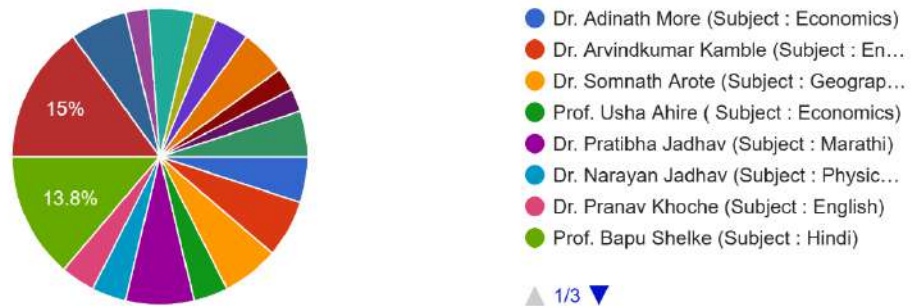 15%
13.8%
Dr. Adinath More (Subject : Economics)
Dr. Arvindkumar Kamble (Subject : En...
Dr. Somnath Arote (Subject : Geograp...
Prof. Usha Ahire ( Subject : Economics)
Dr. Pratibha Jadhav (Subject : Marathi)
Dr. Narayan Jadhav (Subject : Physic...
Dr. Pranav Khoche (Subject : English)
Prof. Bapu Shelke (Subject : Hindi)
1/3